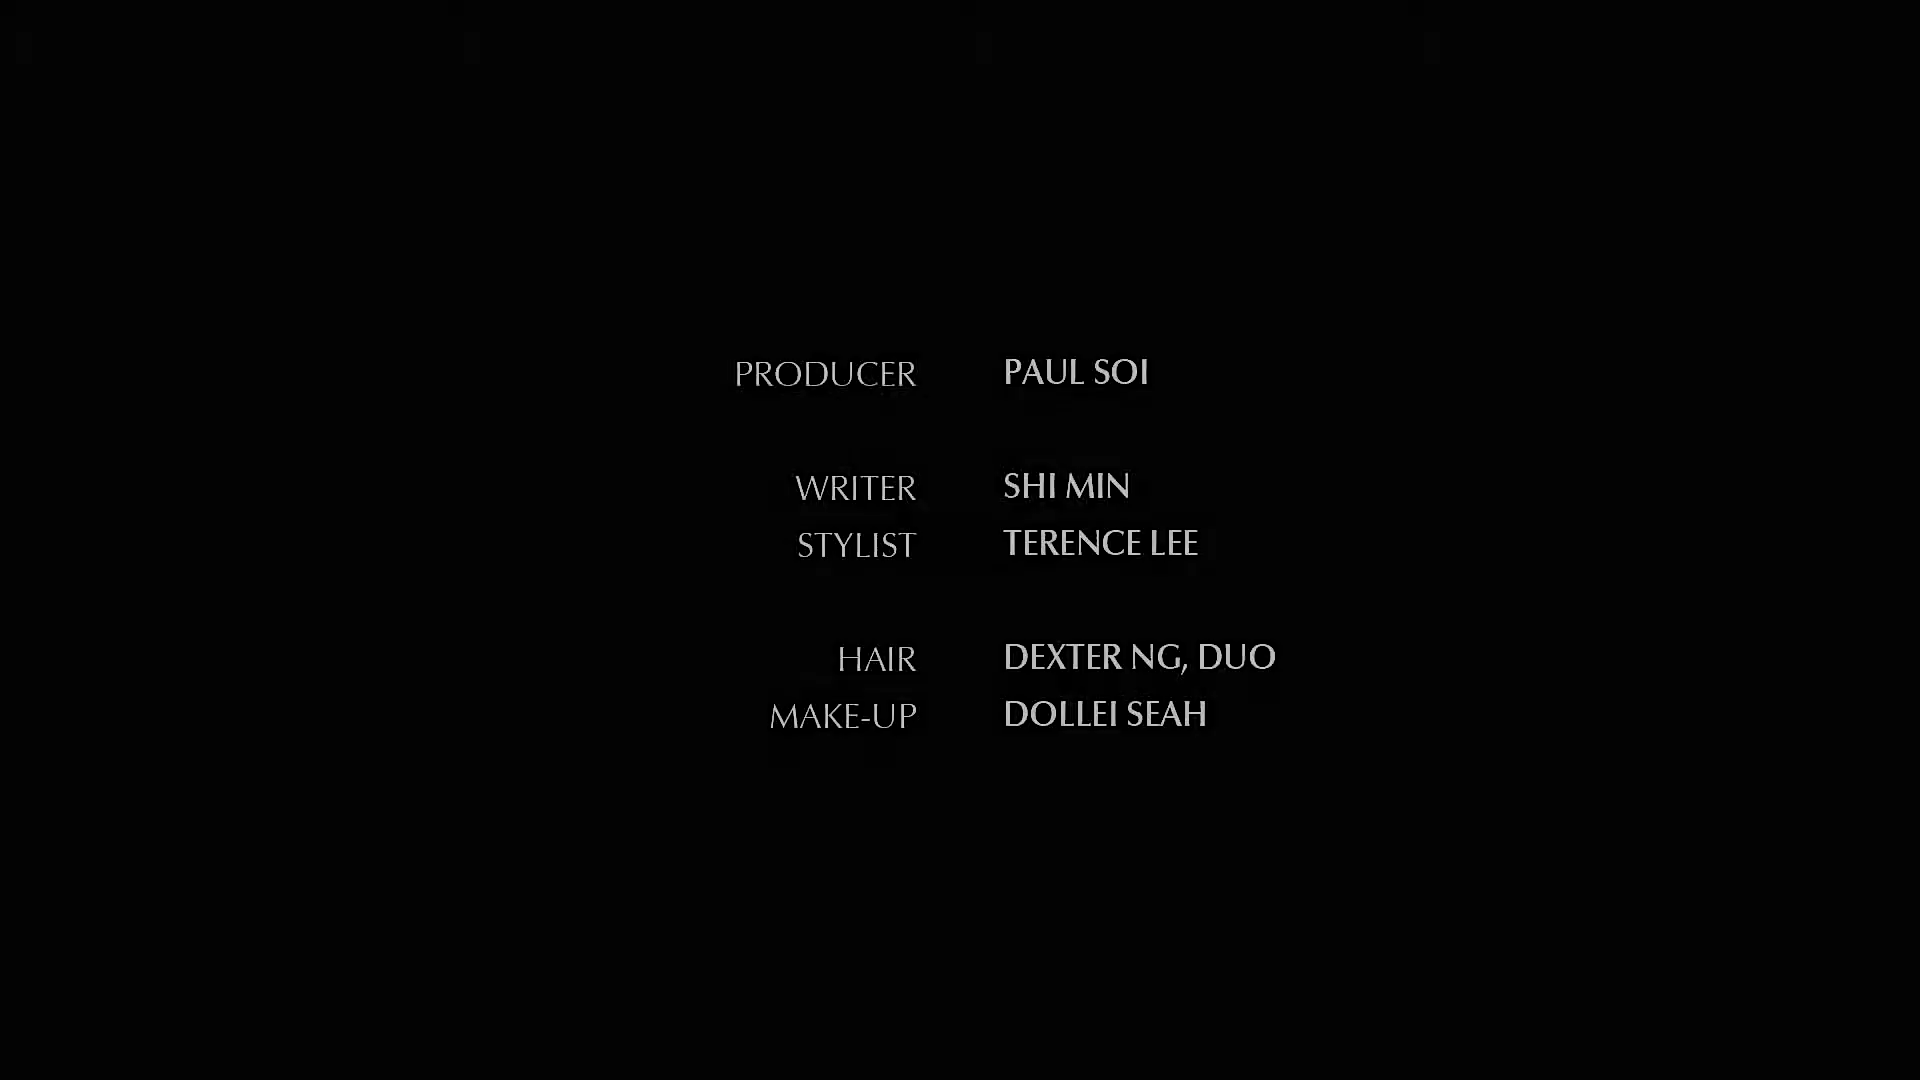 PRODUCER PAUL SOI
WRITER SHI MIN
STYLIST TERENCE LEE
HAIR DEXTER NG, DUO
MAKE-UP DOLLEI SEAH